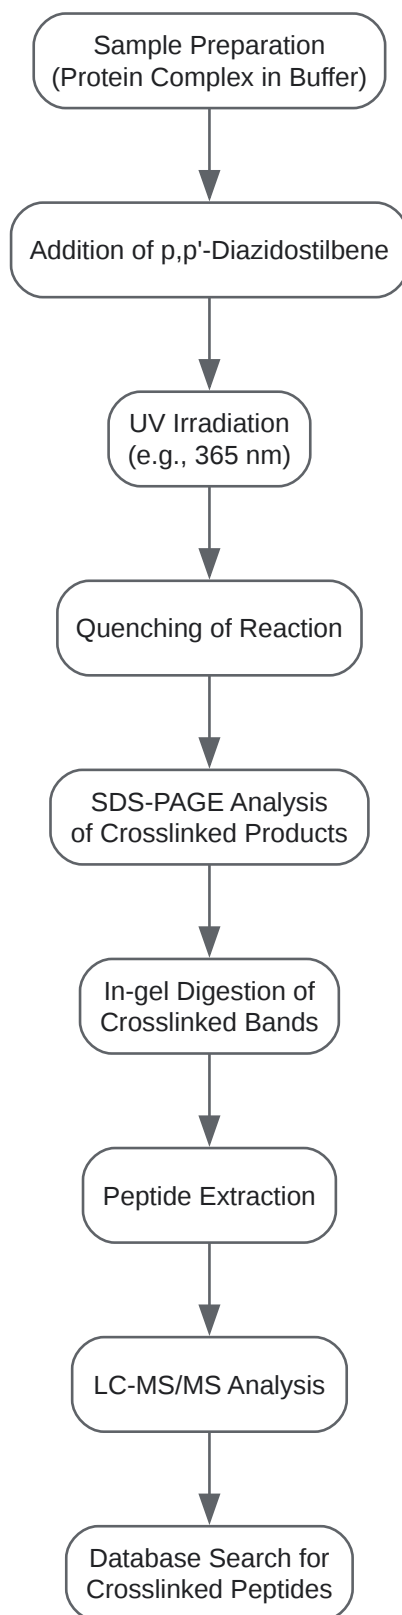 Sample Preparation
(Protein Complex in Buffer)
Addition of p,p'-Diazidostilbene
UV Irradiation
(e.g., 365 nm)
Quenching of Reaction
SDS-PAGE Analysis
of Crosslinked Products
In-gel Digestion of
Crosslinked Bands
Peptide Extraction
LC-MS/MS Analysis
Database Search for
Crosslinked Peptides